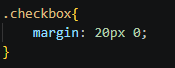 .checkbox{
    margin: 20px 0;
}